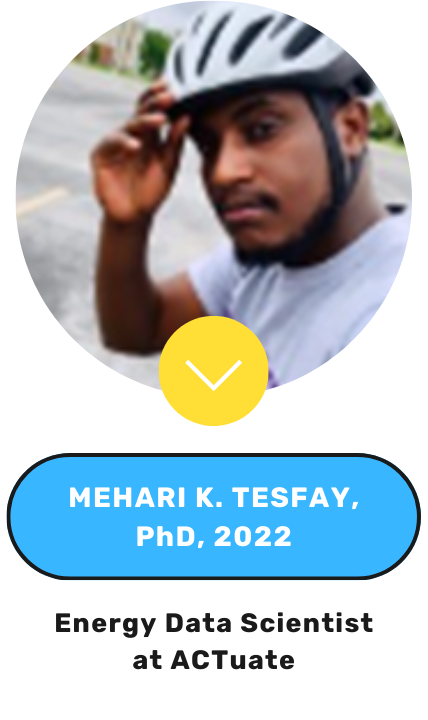 MEHARI K. TESFAY,
PhD, 2022
Energy Data Scientist
at ACTuate